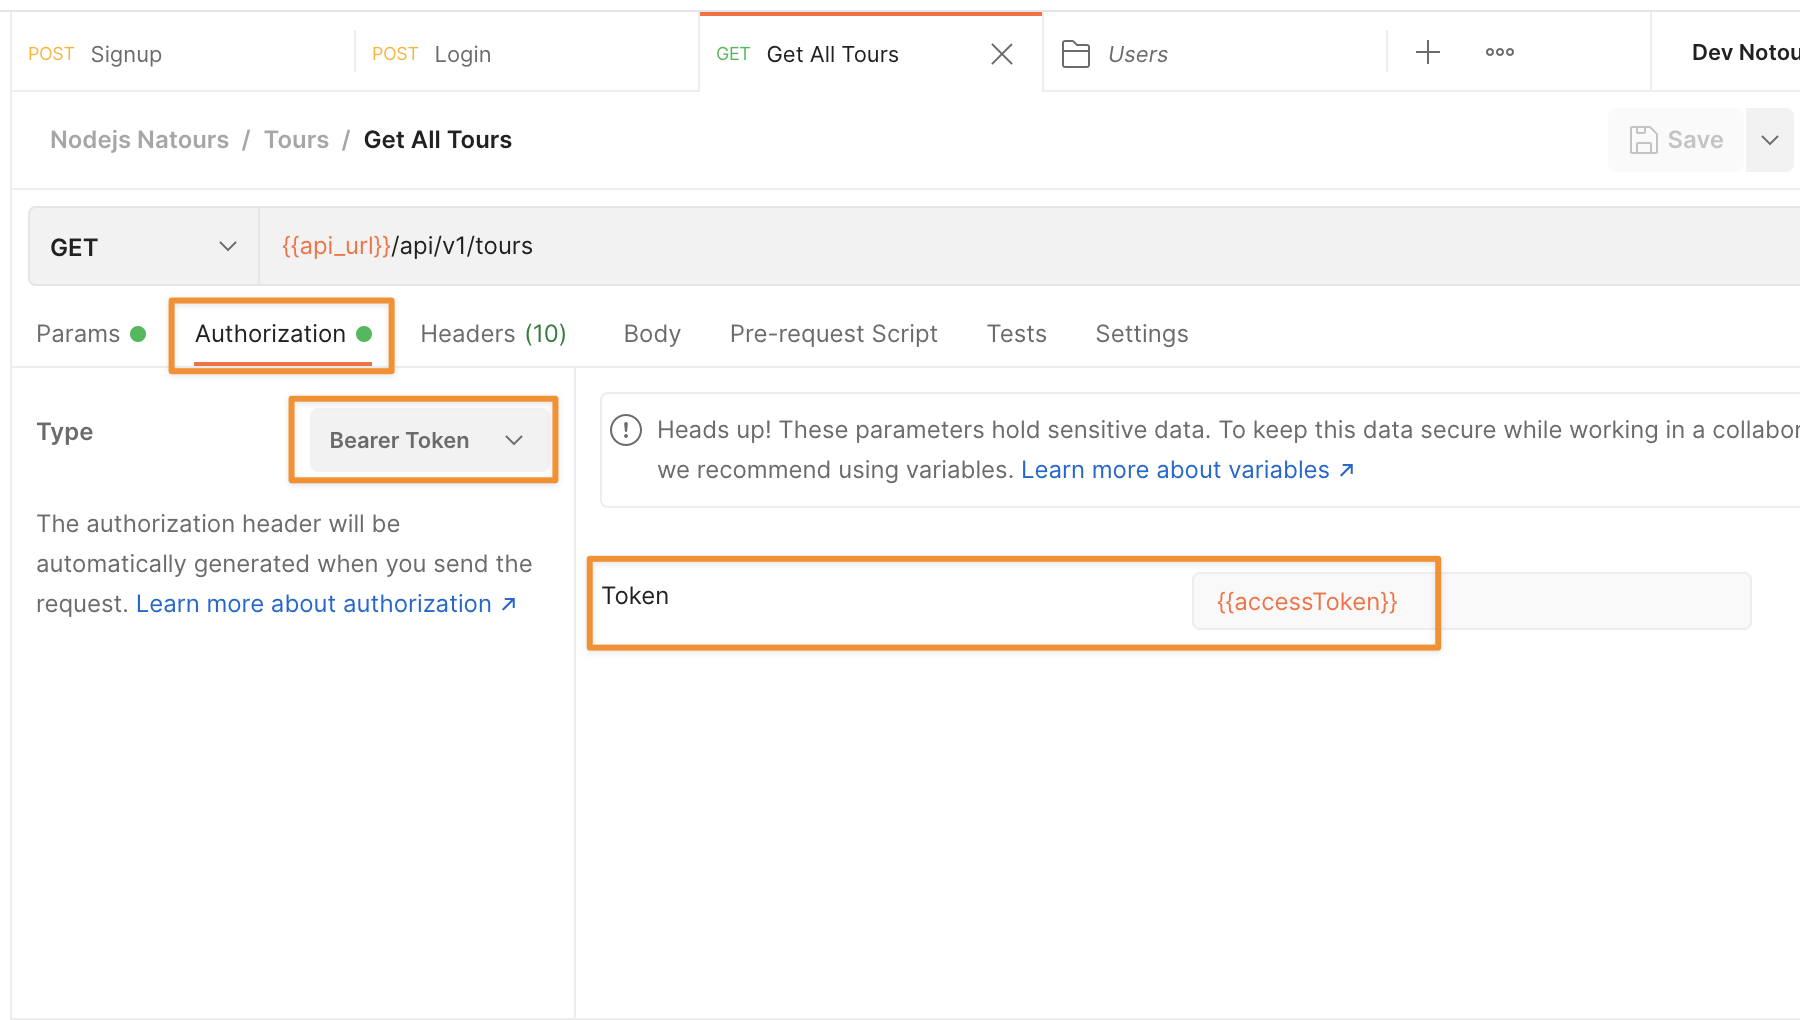 POST Signup POST Login GET Get All Tours Users Dev Notou
Nodejs Natours / Tours / Get All Tours Save
GET {{api_url}}/api/v1/tours
Params Authorization Headers (10) Body Pre-request Script Tests Settings
Type Bearer Token
Heads up! These parameters hold sensitive data. To keep this data secure while working in a collabor
we recommend using variables. Learn more about variables ↗
The authorization header will be
automatically generated when you send the
request. Learn more about authorization ↗
Token {{accessToken}}